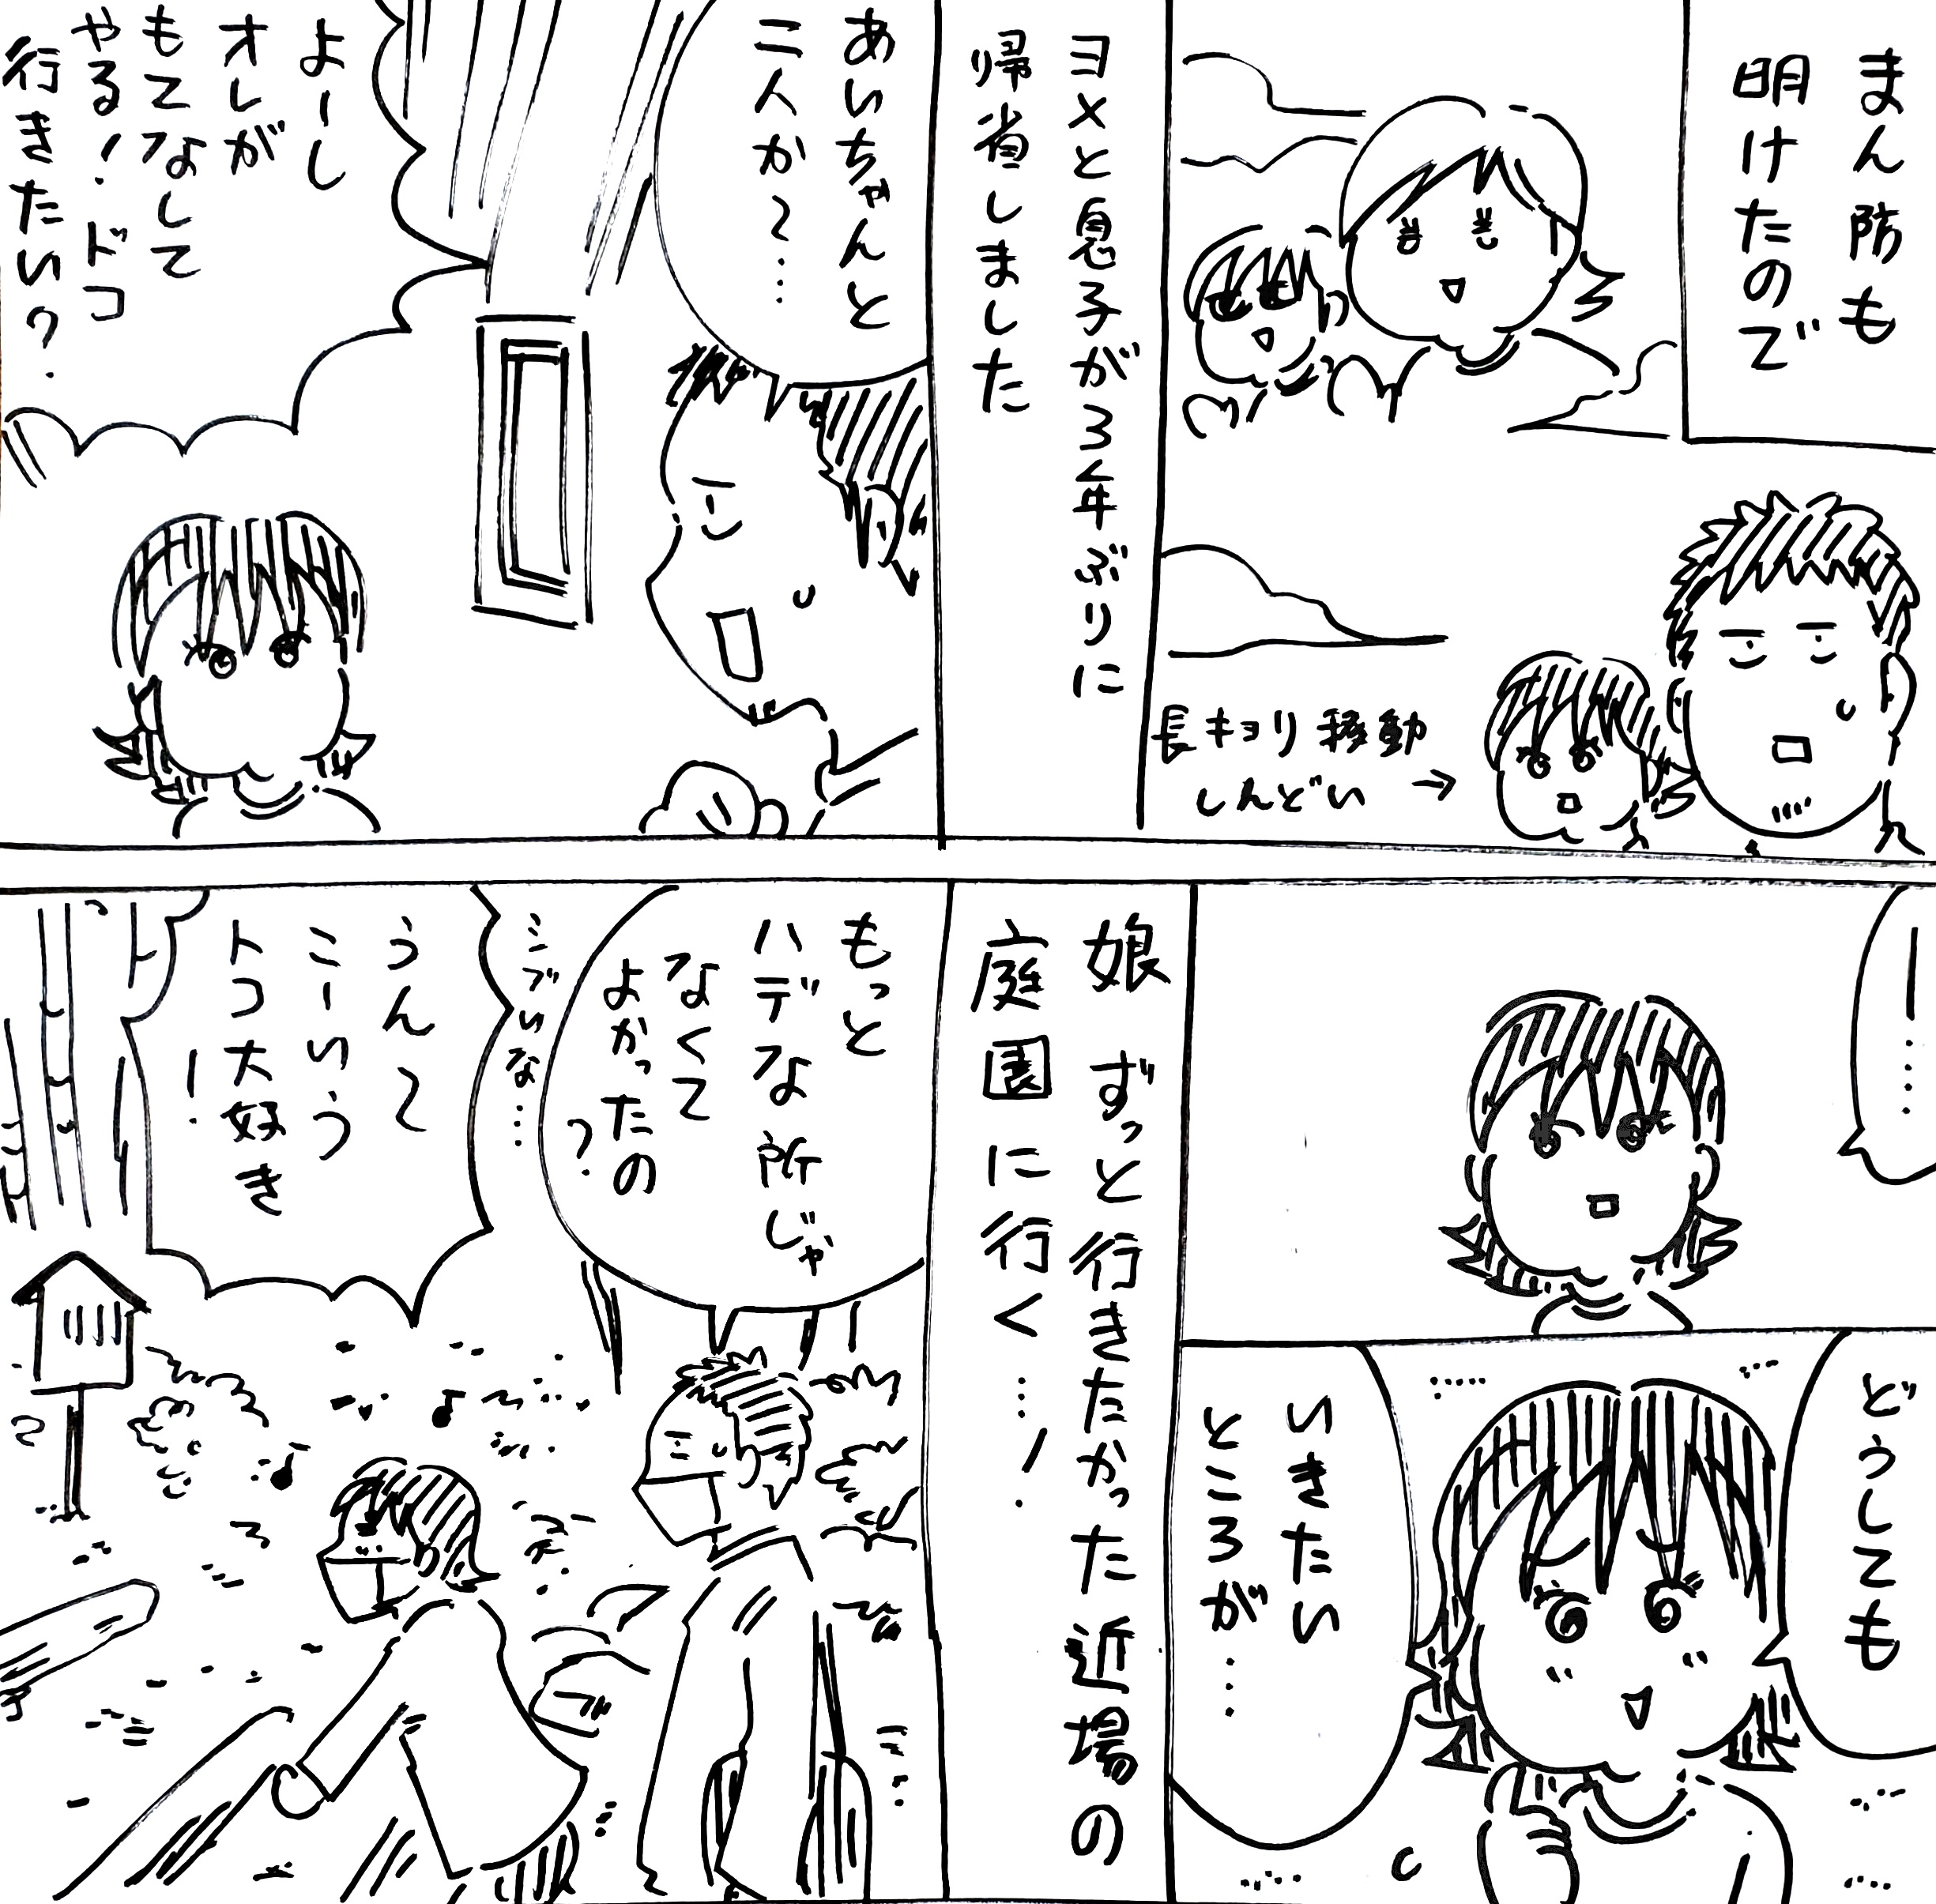 まん防も
明けたので
長キョリ移動
しんどい→
ヨメと息子が3年ぶりに
帰省しました
あいちゃんと
二人か〜…
よーし
オレが
もてなして
やる!ドコ
行きたい?
ー…
どうしても
いきたい
ところが…
娘 ずっと行きたかった近場の
庭園に行く…!
もっと
ハデな所じゃ
なくて
よかったの
?
シブいな…
うんて〜
こーいう
トコ大好き
!